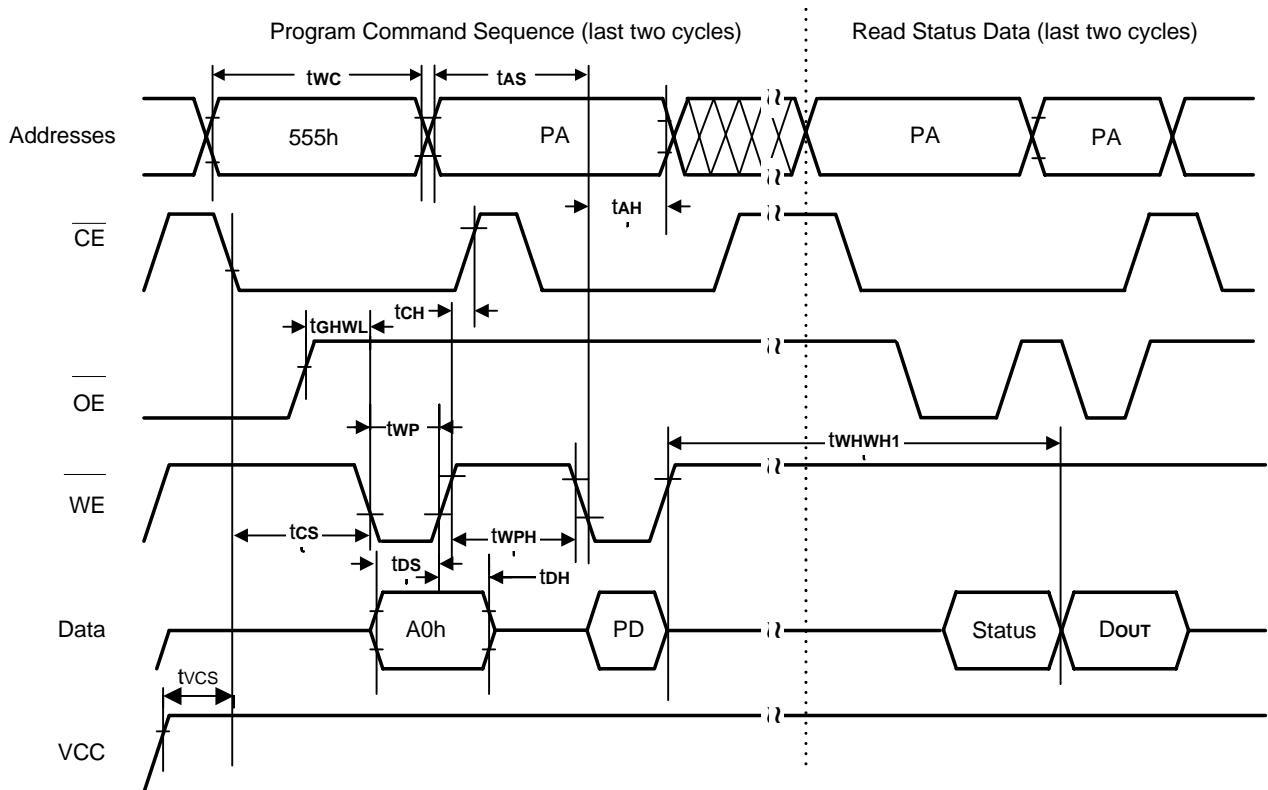 Program Command Sequence (last two cycles) Read Status Data (last two cycles)
tWC tAS
Addresses 555h PA PA PA
tAH
CE
tCH
tGHWL
OE
tWP tWHWH1
WE
tCS tWPH
tDS tDH
Data A0h PD Status DOUT
tVCS
VCC